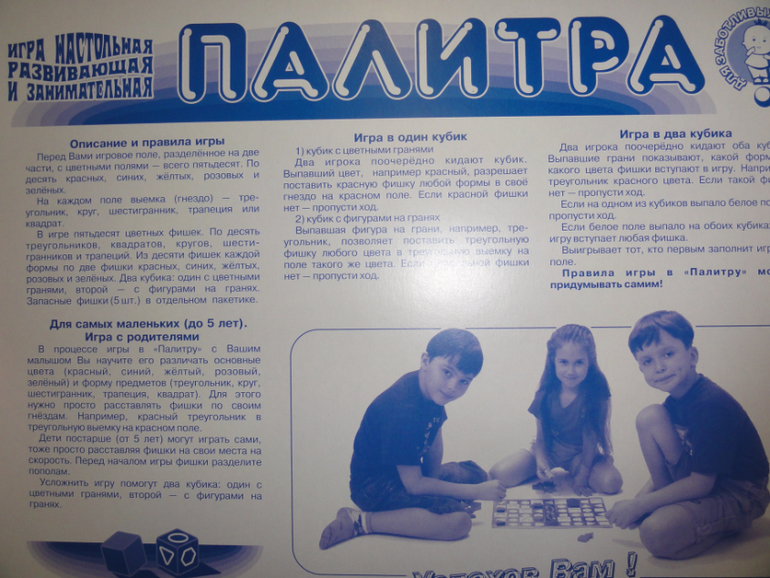 ИГРА НАСТОЛЬНАЯ
РАЗВИВАЮЩАЯ
И ЗАНИМАТЕЛЬНАЯ
ПАЛИТРА
ДЛЯ ЗАБОТЛИВЫХ
Описание и правила игры
Перед Вами игровое поле, разделённое на две
части, с цветными полями — всего пятьдесят. По
десять красных, синих, жёлтых, розовых и
зелёных.
На каждом поле выемка (гнездо) — тре-
угольник, круг, шестигранник, трапеция или
квадрат.
В игре пятьдесят цветных фишек. По десять
треугольников, квадратов, кругов, шести-
гранников и трапеций. Из десяти фишек каждой
формы по две фишки красных, синих, жёлтых,
розовых и зелёных. Два кубика: один с цветными
гранями, второй — с фигурами на гранях.
Запасные фишки (5 шт.) в отдельном пакетике.
Для самых маленьких (до 5 лет).
Игра с родителями
В процессе игры в «Палитру» с Вашим
малышом Вы научите его различать основные
цвета (красный, синий, жёлтый, розовый,
зелёный) и форму предметов (треугольник, круг,
шестигранник, трапеция, квадрат). Для этого
нужно просто расставлять фишки по своим
гнёздам. Например, красный треугольник в
треугольную выемку на красном поле.
Дети постарше (от 5 лет) могут играть сами,
тоже просто расставляя фишки на свои места на
скорость. Перед началом игры фишки разделите
пополам.
Усложнить игру помогут два кубика: один с
цветными гранями, второй — с фигурами на
гранях.
Игра в один кубик
1) кубик с цветными гранями
Два игрока поочерёдно кидают кубик.
Выпавший цвет, например красный, разрешает
поставить красную фишку любой формы в своё
гнездо на красном поле. Если красной фишки
нет — пропусти ход.
2) кубик с фигурами на гранях
Выпавшая фигура на грани, например, тре-
угольник, позволяет поставить треугольную
фишку любого цвета в треугольную выемку на
поле такого же цвета. Если треугольной фишки
нет — пропусти ход.
Игра в два кубика
Два игрока поочерёдно кидают оба
Выпавшие грани показывают, какой
какого цвета фишки вступают в игру.
треугольник красного цвета. Если такой
нет — пропусти ход.
Если на одном из кубиков выпало белое
пропусти ход.
Если белое поле выпало на обоих кубика
игру вступает любая фишка.
Выигрывает тот, кто первым заполнит
поле.
Правила игры в «Палитру»
придумывать самим!
Успехов Вам!